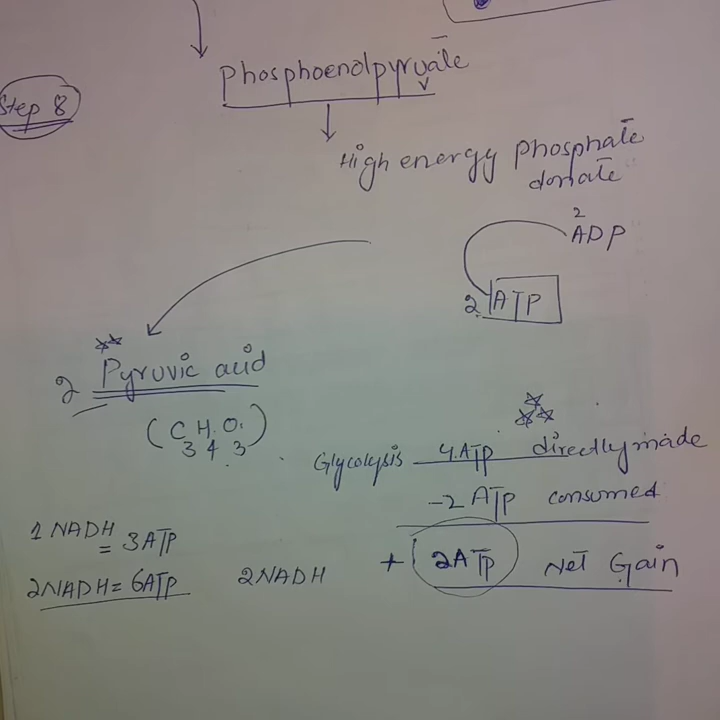 Phosphoenolpyruvate
Step 8
High energy phosphate
donate
2
ADP
2 ATP
2 Pyruvic acid
(C3H4O3)
Glycolysis 4ATP directly made
-2 ATP consumed
1 NADH = 3ATP
+ 2ATP Net Gain
2NADH = 6ATP
2NADH